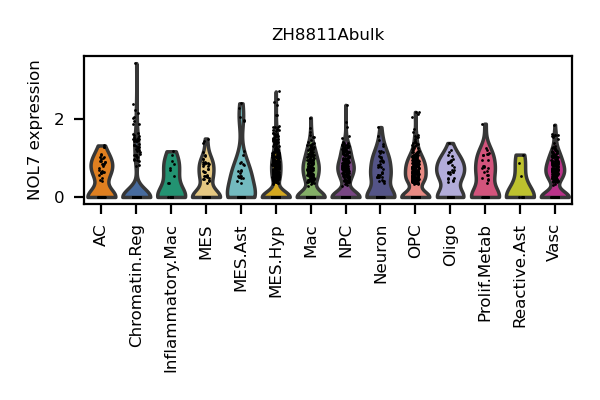 ZH8811Abulk
NOL7 expression
2
0
AC
Chromatin.Reg
Inflammatory.Mac
MES
MES.Ast
MES.Hyp
Mac
NPC
Neuron
OPC
Oligo
Prolif.Metab
Reactive.Ast
Vasc